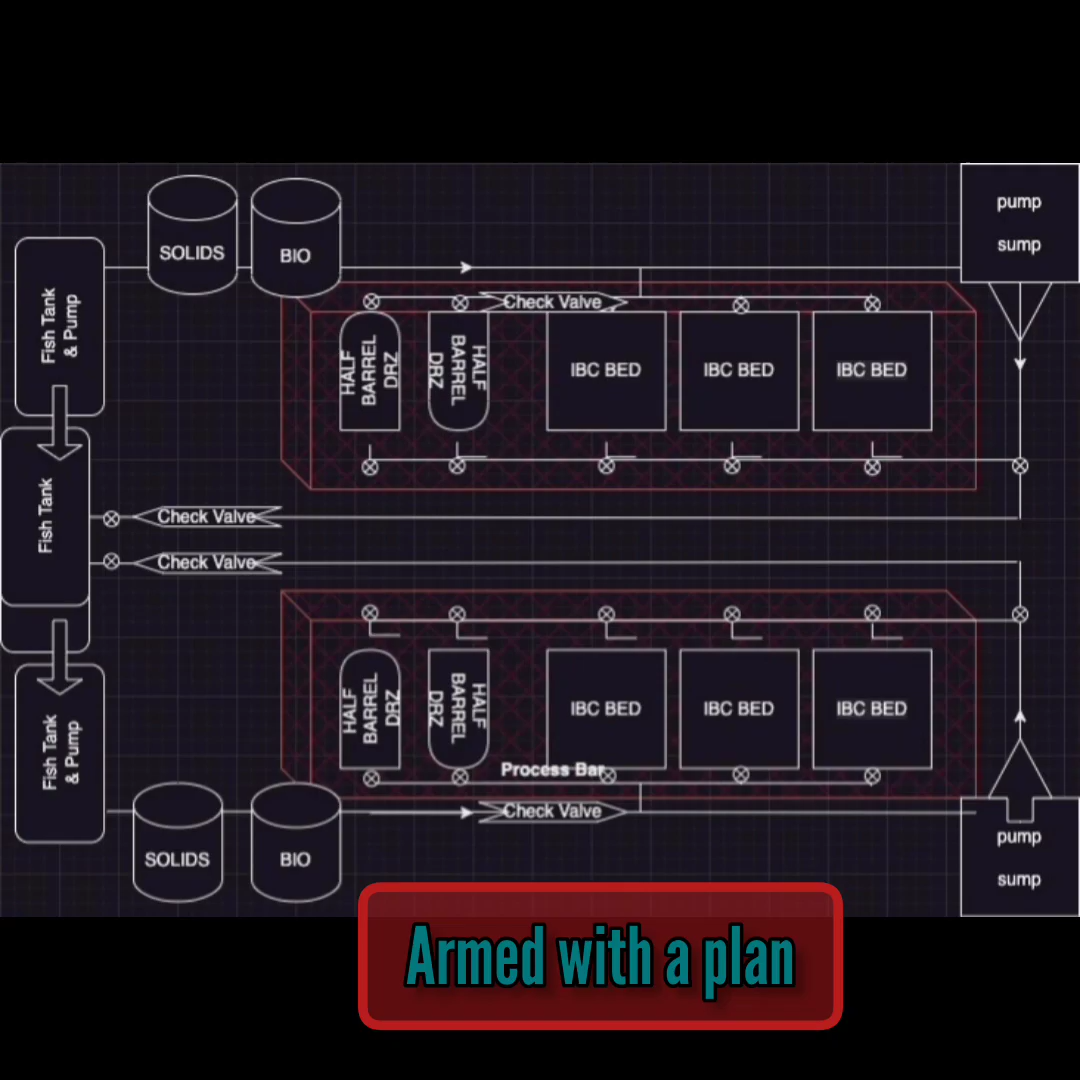 pump
sump
SOLIDS
BIO
Fish Tank
& Pump
Check Valve
HALF
BARREL
DRZ
HALF
BARREL
DRZ
IBC BED
IBC BED
IBC BED
Fish Tank
Check Valve
Check Valve
HALF
BARREL
DRZ
HALF
BARREL
DRZ
IBC BED
IBC BED
IBC BED
Fish Tank
& Pump
Process Bar
Check Valve
SOLIDS
BIO
pump
sump
Armed with a plan